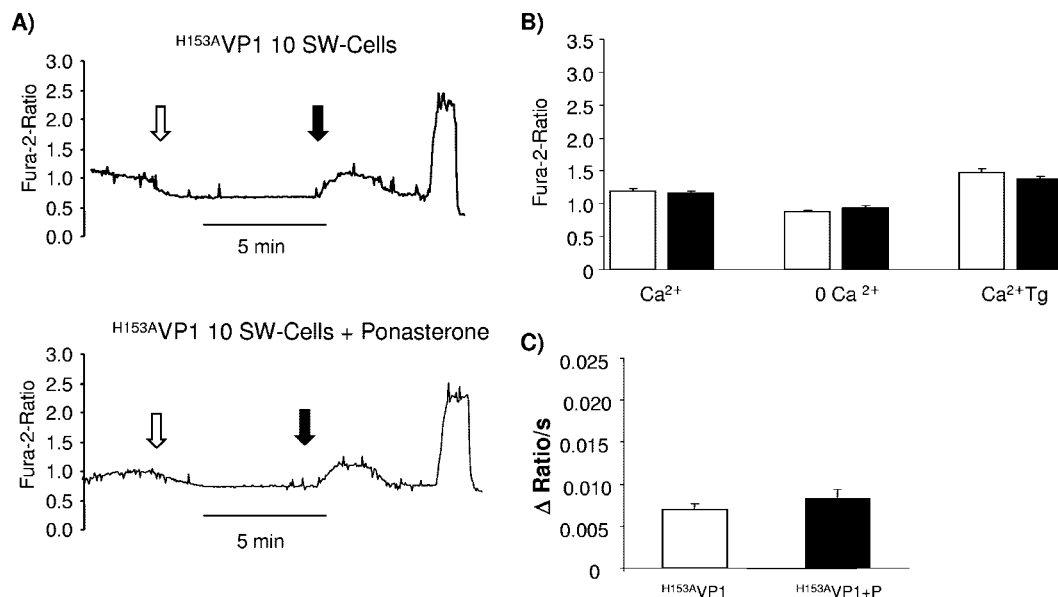 A)
H153AVP1 10 SW-Cells
Fura-2-Ratio
3.0
2.5
2.0
1.5
1.0
0.5
0.0
5 min
H153AVP1 10 SW-Cells + Ponasterone
Fura-2-Ratio
3.0
2.5
2.0
1.5
1.0
0.5
0.0
5 min
B)
Fura-2-Ratio
3.5
3.0
2.5
2.0
1.5
1.0
0.5
0
Ca2+
0 Ca 2+
Ca2+Tg
C)
Δ Ratio/s
0.025
0.020
0.015
0.010
0.005
0
H153AVP1
H153AVP1+P